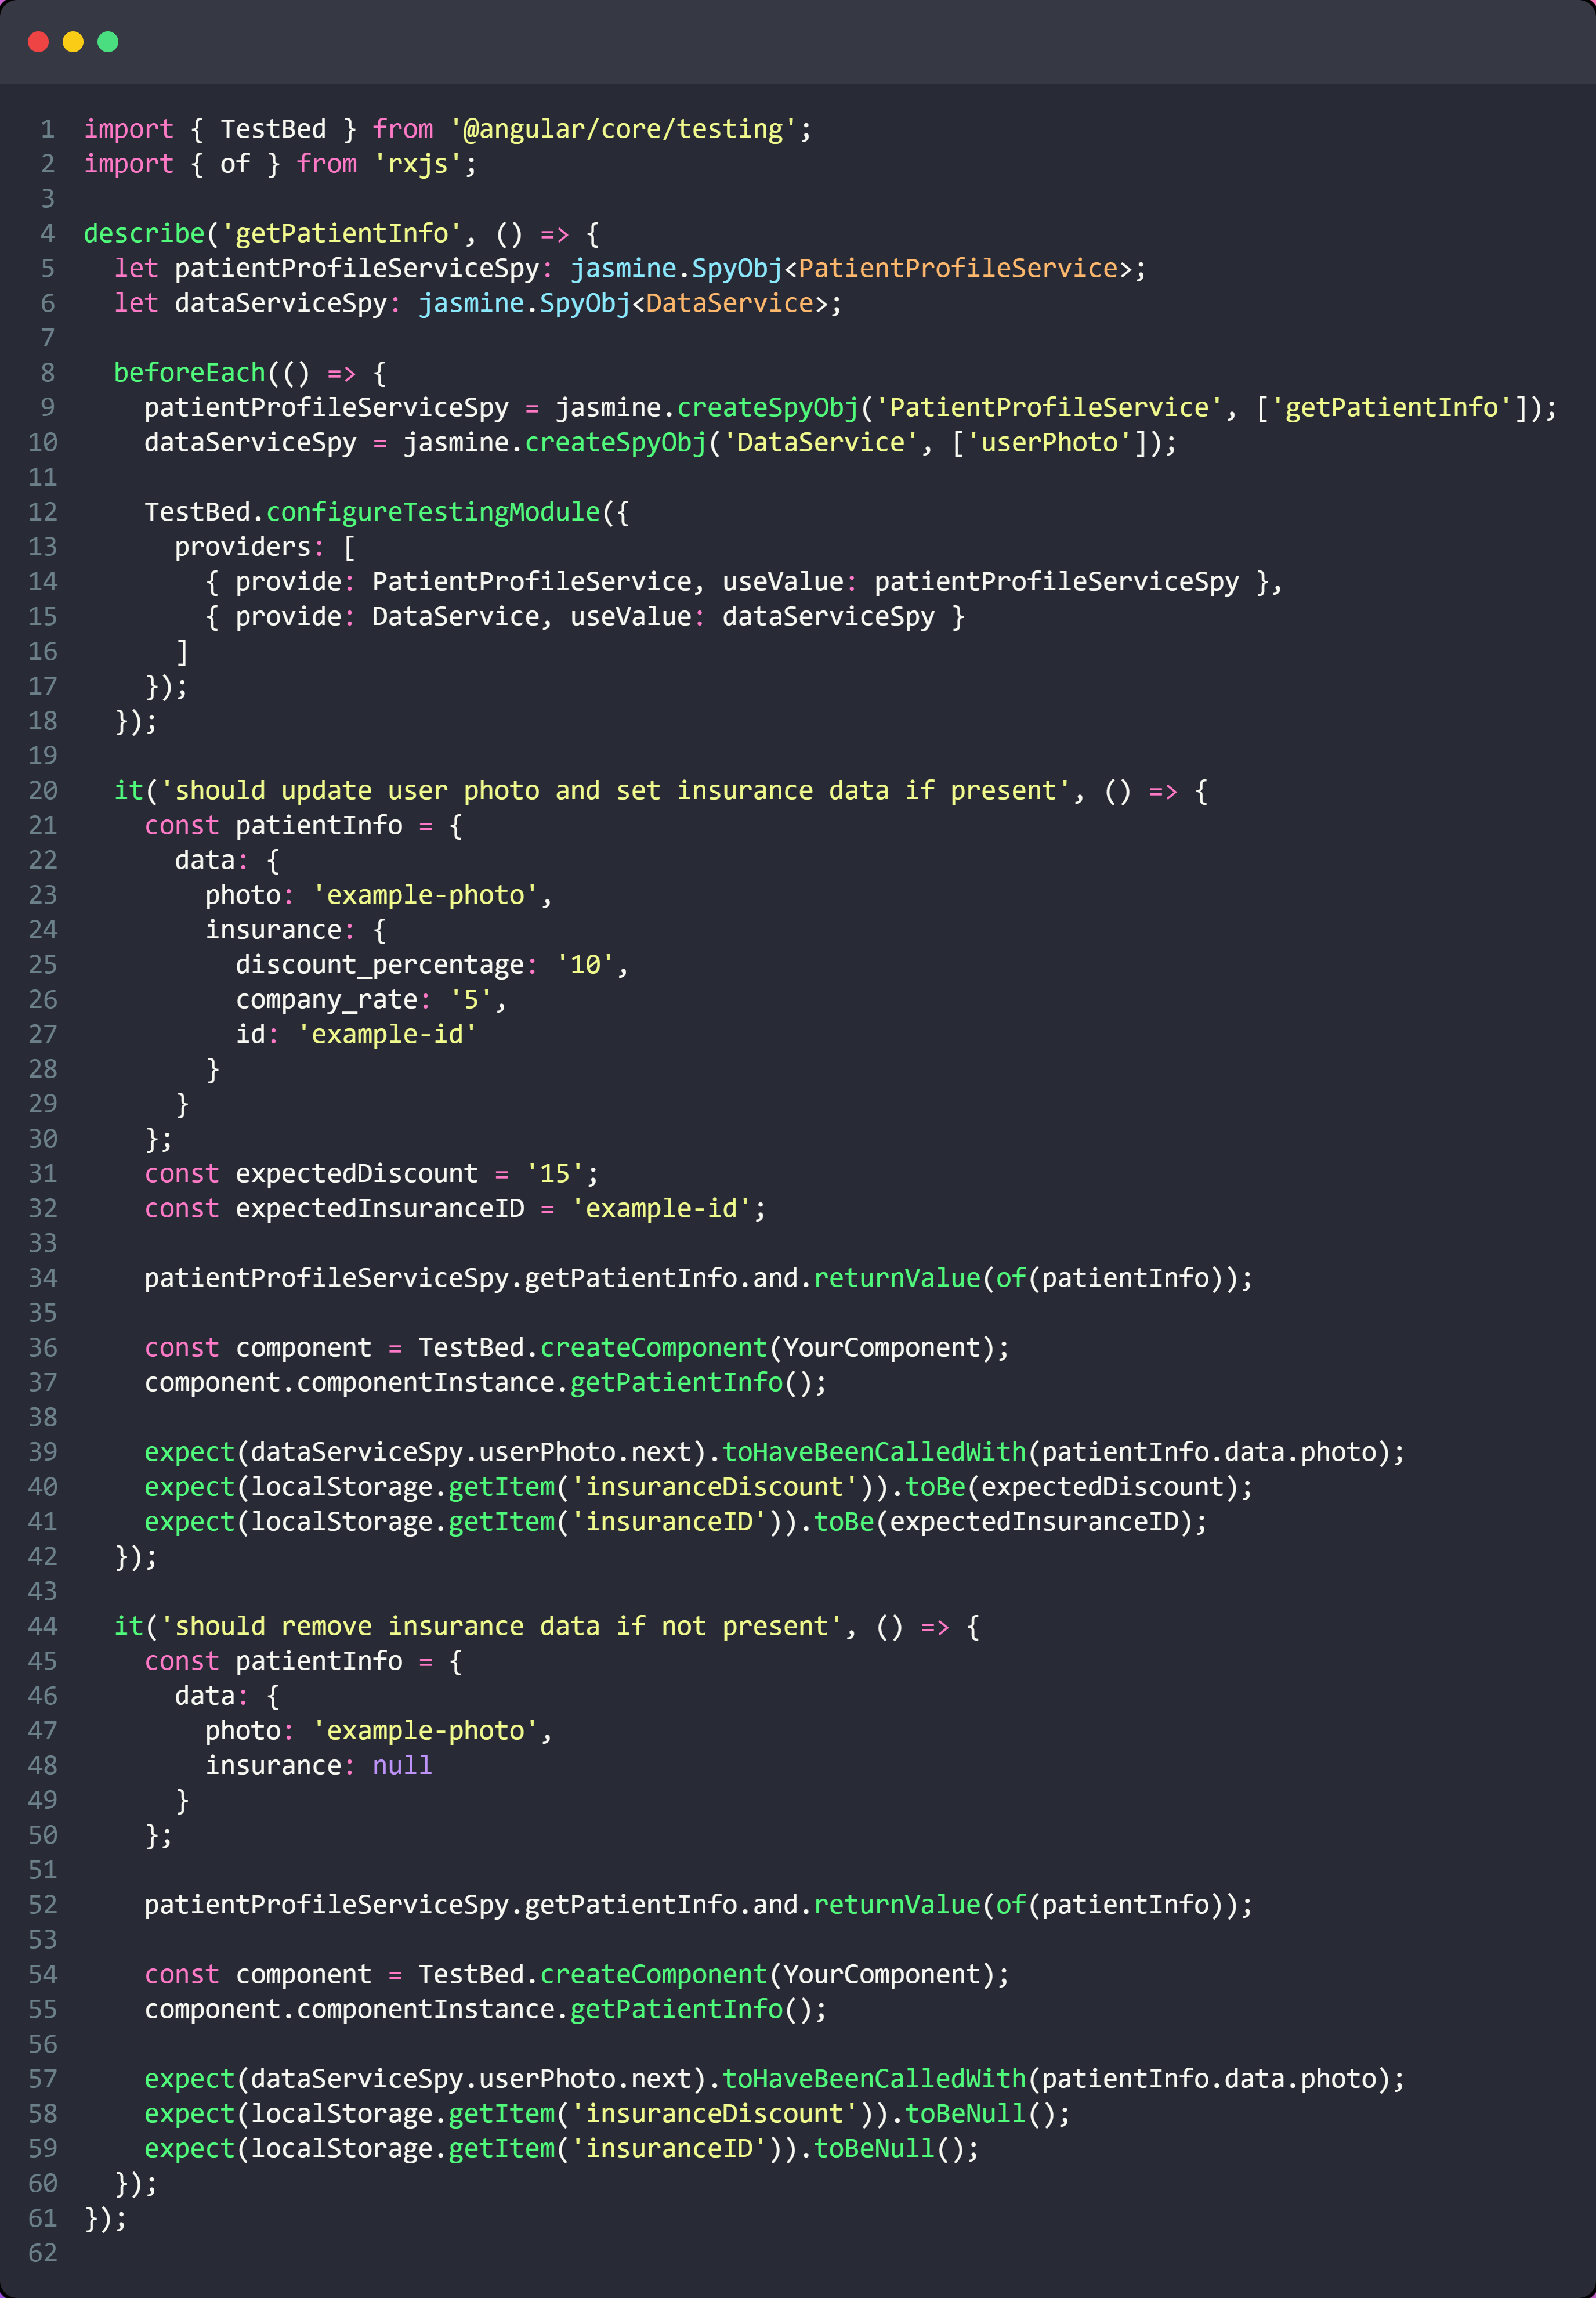 1 import { TestBed } from '@angular/core/testing';
2 import { of } from 'rxjs';
3
4 describe('getPatientInfo', () => {
5   let patientProfileServiceSpy: jasmine.SpyObj<PatientProfileService>;
6   let dataServiceSpy: jasmine.SpyObj<DataService>;
7
8   beforeEach(() => {
9     patientProfileServiceSpy = jasmine.createSpyObj('PatientProfileService', ['getPatientInfo']);
10     dataServiceSpy = jasmine.createSpyObj('DataService', ['userPhoto']);
11
12     TestBed.configureTestingModule({
13       providers: [
14         { provide: PatientProfileService, useValue: patientProfileServiceSpy },
15         { provide: DataService, useValue: dataServiceSpy }
16       ]
17     });
18   });
19
20   it('should update user photo and set insurance data if present', () => {
21     const patientInfo = {
22       data: {
23         photo: 'example-photo',
24         insurance: {
25           discount_percentage: '10',
26           company_rate: '5',
27           id: 'example-id'
28         }
29       }
30     };
31     const expectedDiscount = '15';
32     const expectedInsuranceID = 'example-id';
33
34     patientProfileServiceSpy.getPatientInfo.and.returnValue(of(patientInfo));
35
36     const component = TestBed.createComponent(YourComponent);
37     component.componentInstance.getPatientInfo();
38
39     expect(dataServiceSpy.userPhoto.next).toHaveBeenCalledWith(patientInfo.data.photo);
40     expect(localStorage.getItem('insuranceDiscount')).toBe(expectedDiscount);
41     expect(localStorage.getItem('insuranceID')).toBe(expectedInsuranceID);
42   });
43
44   it('should remove insurance data if not present', () => {
45     const patientInfo = {
46       data: {
47         photo: 'example-photo',
48         insurance: null
49       }
50     };
51
52     patientProfileServiceSpy.getPatientInfo.and.returnValue(of(patientInfo));
53
54     const component = TestBed.createComponent(YourComponent);
55     component.componentInstance.getPatientInfo();
56
57     expect(dataServiceSpy.userPhoto.next).toHaveBeenCalledWith(patientInfo.data.photo);
58     expect(localStorage.getItem('insuranceDiscount')).toBeNull();
59     expect(localStorage.getItem('insuranceID')).toBeNull();
60   });
61 });
62